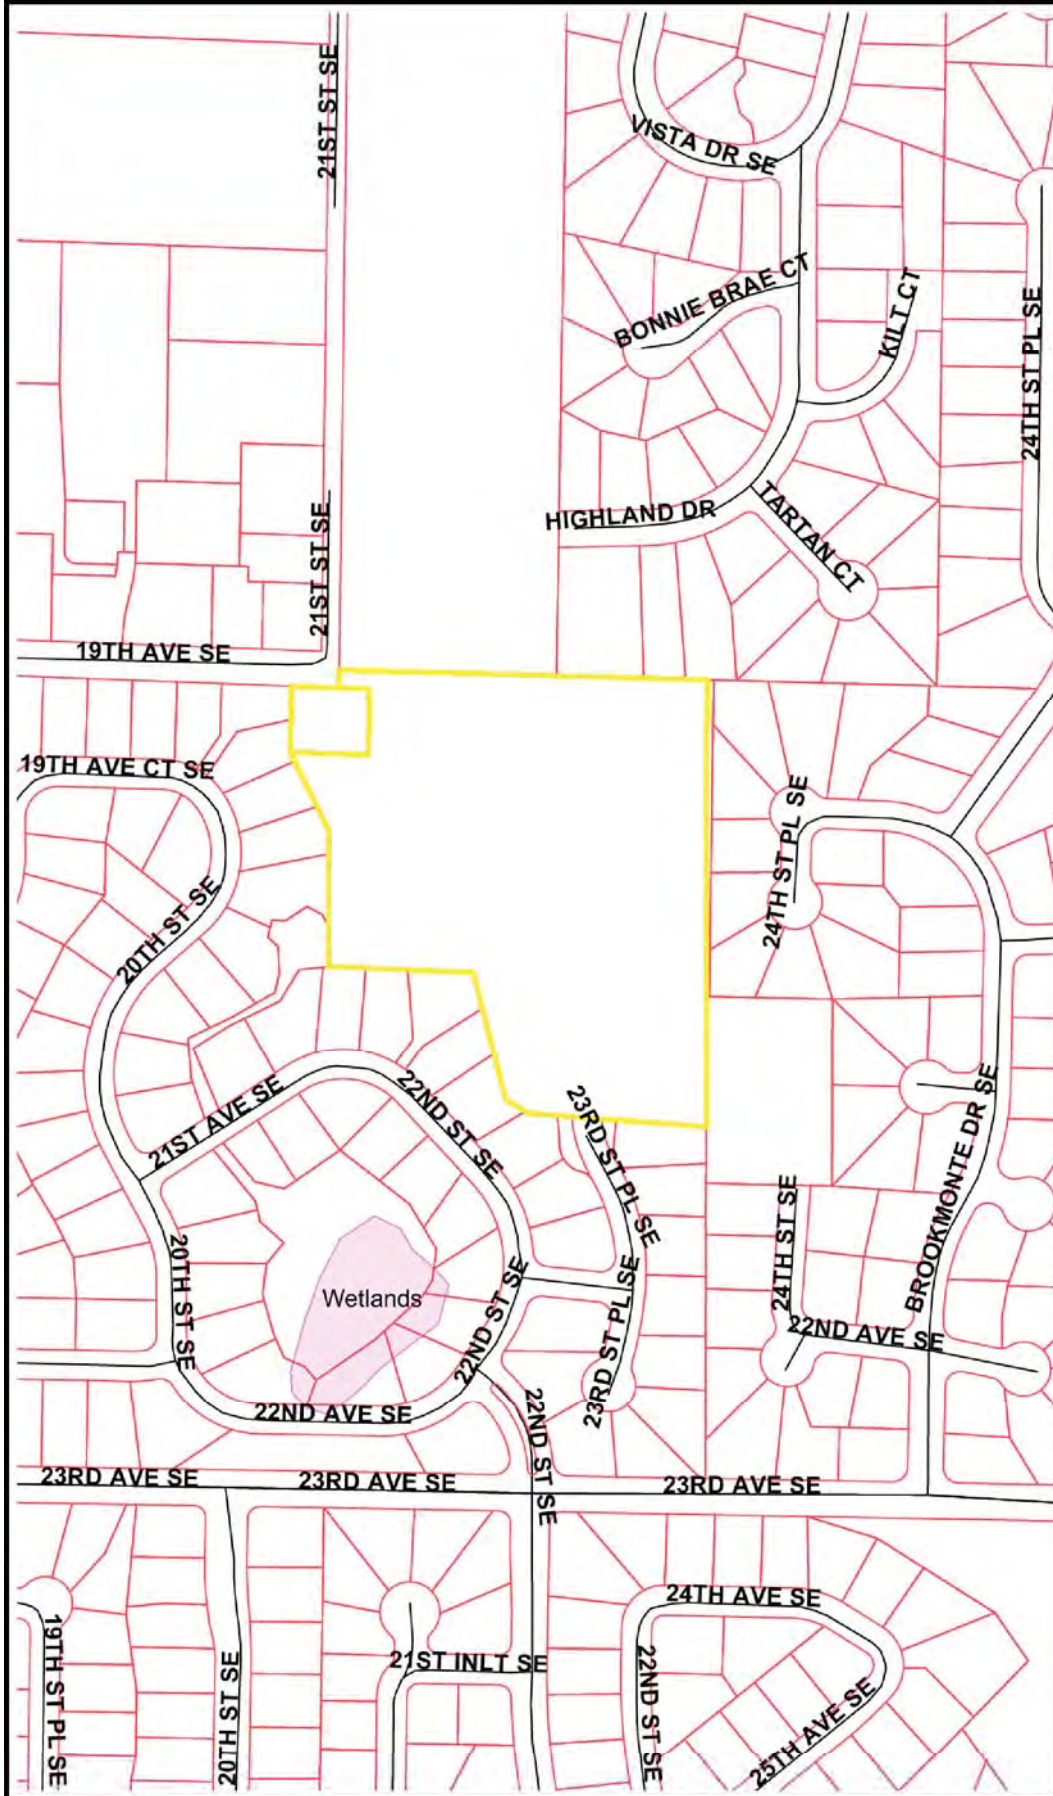 21ST ST SE
VISTA DR SE
BONNIE BRAE CT
KILT CT
24TH ST PL SE
HIGHLAND DR
TARTAN CT
21ST ST SE
19TH AVE SE
19TH AVE CT SE
24TH ST PL SE
20TH ST SE
21ST AVE SE
22ND ST SE
23RD ST PL SE
BROOKMONTE DR SE
24TH ST SE
20TH ST SE
Wetlands
22ND ST SE
23RD ST PL SE
22ND AVE SE
22ND AVE SE
22ND ST SE
23RD AVE SE
23RD AVE SE
23RD AVE SE
24TH AVE SE
19TH ST PL SE
20TH ST SE
21ST INLT SE
22ND ST SE
25TH AVE SE